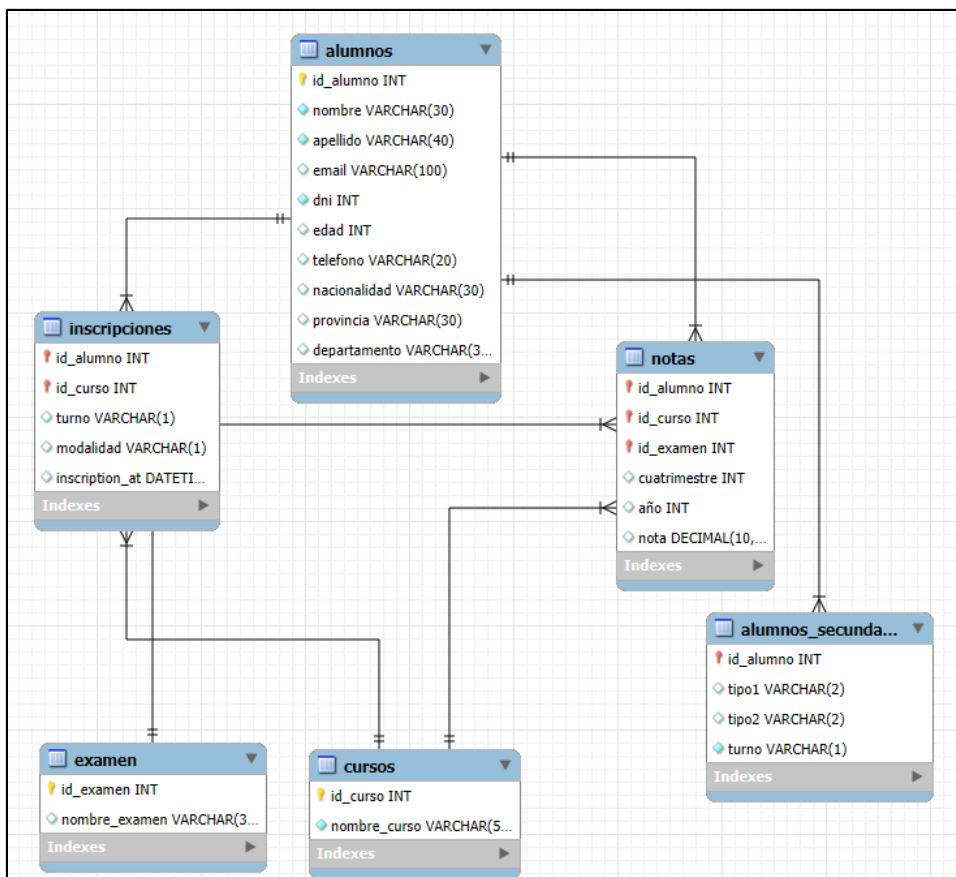 alumnos
id_alumno INT
nombre VARCHAR(30)
apellido VARCHAR(40)
email VARCHAR(100)
dni INT
edad INT
telefono VARCHAR(20)
nacionalidad VARCHAR(30)
provincia VARCHAR(30)
departamento VARCHAR(3...
Indexes
inscripciones
id_alumno INT
id_curso INT
turno VARCHAR(1)
modalidad VARCHAR(1)
inscription_at DATETI...
Indexes
notas
id_alumno INT
id_curso INT
id_examen INT
cuatrimestre INT
año INT
nota DECIMAL(10,...
Indexes
alumnos_secunda...
id_alumno INT
tipo1 VARCHAR(2)
tipo2 VARCHAR(2)
turno VARCHAR(1)
Indexes
examen
id_examen INT
nombre_examen VARCHAR(3...
Indexes
cursos
id_curso INT
nombre_curso VARCHAR(5...
Indexes